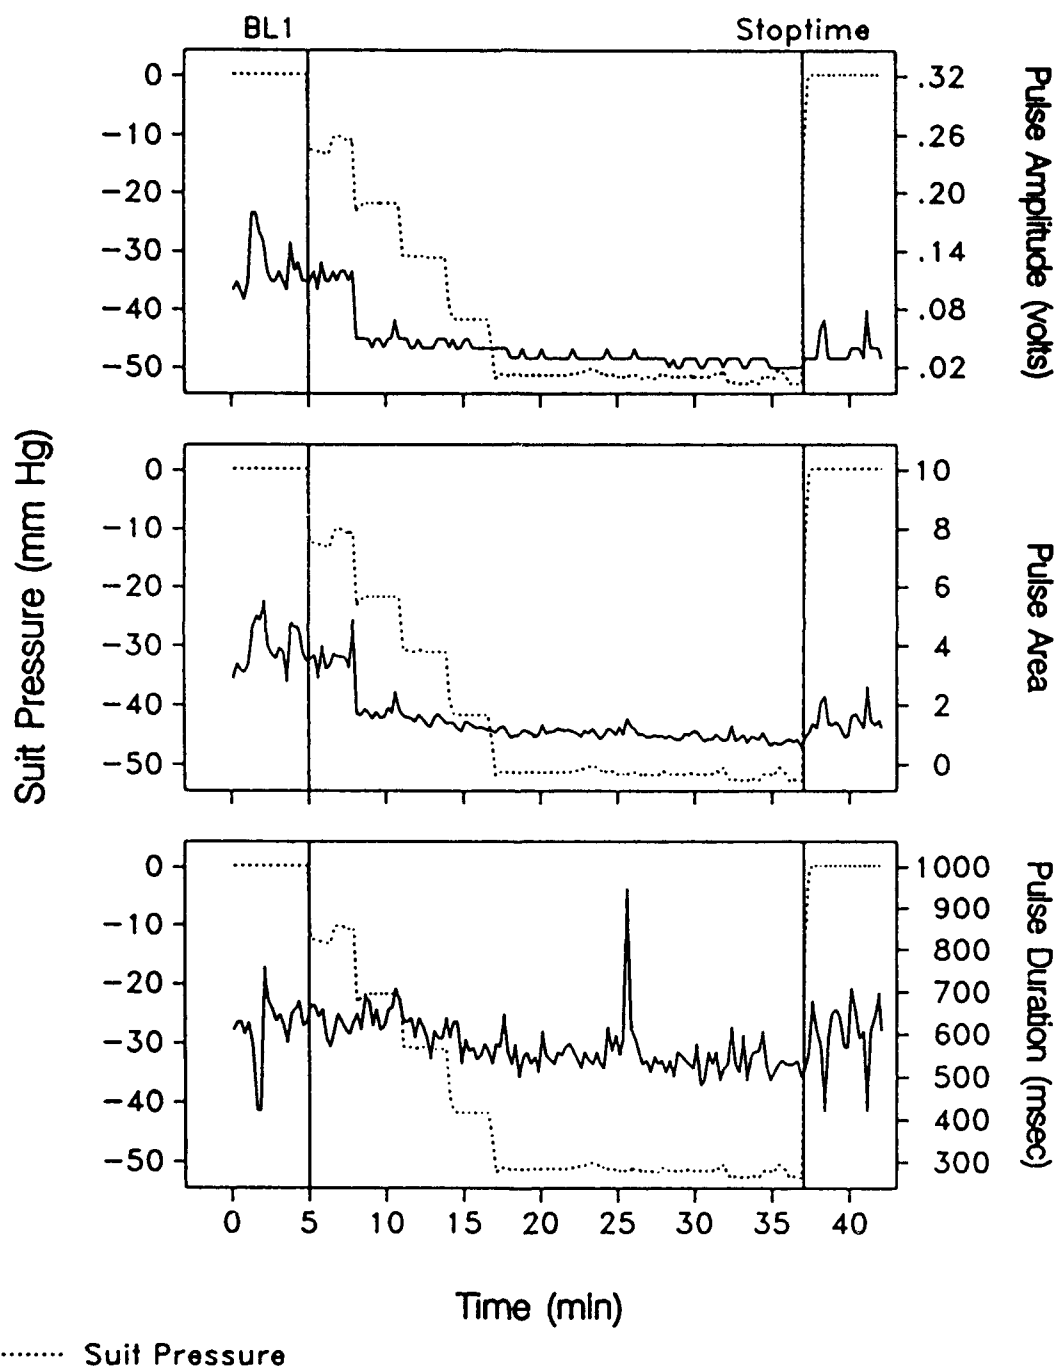 BL1 Stoptime
0 .32
−10 .26
−20 .20
−30 .14
−40 .08
−50 .02
Pulse Amplitude (volts)
Suit Pressure (mm Hg)
0 10
−10 8
−20 6
−30 4
−40 2
−50 0
Pulse Area
0 1000
900
−10 800
−20 700
−30 600
500
−40 400
−50 300
Pulse Duration (msec)
0 5 10 15 20 25 30 35 40
Time (min)
Suit Pressure